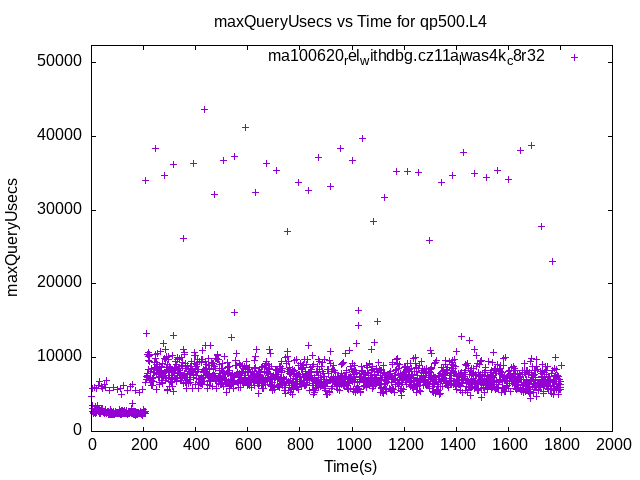 maxQueryUsecs vs Time for qp500.L4
ma100620relwithdbg.cz11alwas4kc8r32
50000
40000
30000
20000
10000
0
maxQueryUsecs
0 200 400 600 800 1000 1200 1400 1600 1800 2000
Time(s)